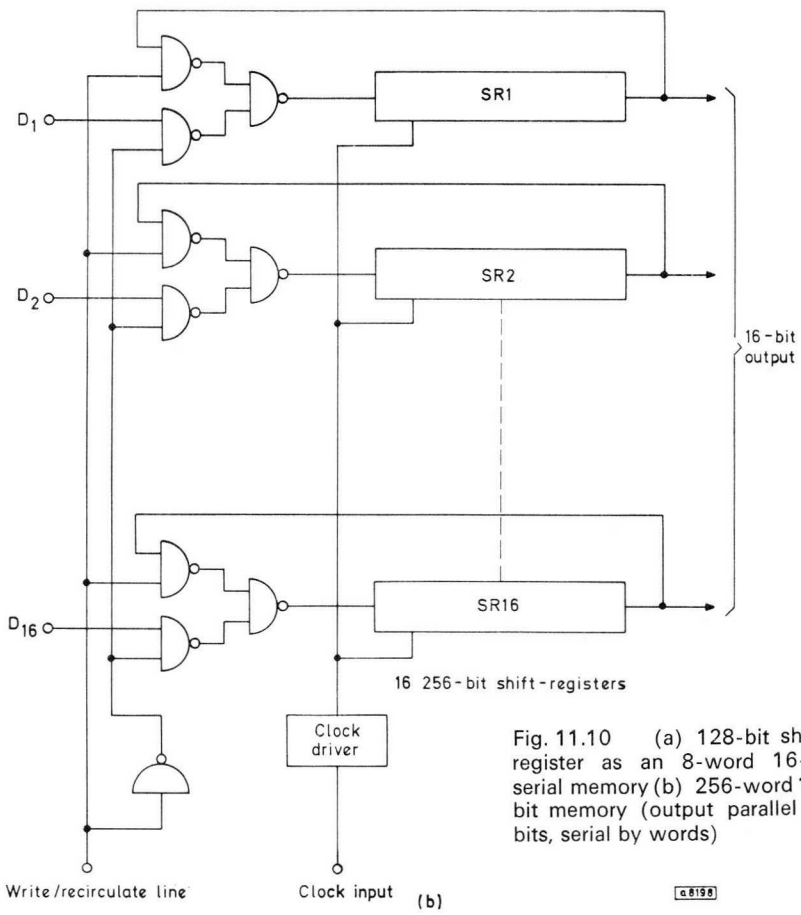 SR1
D1
SR2
D2
16-bit
output
SR16
D16
16 256-bit shift-registers
Clock
driver
Fig. 11.10 (a) 128-bit
register as an 8-word
serial memory (b) 256-word
bit memory (output parallel
bits, serial by words)
Write/recirculate line
Clock input
(b)
a8198